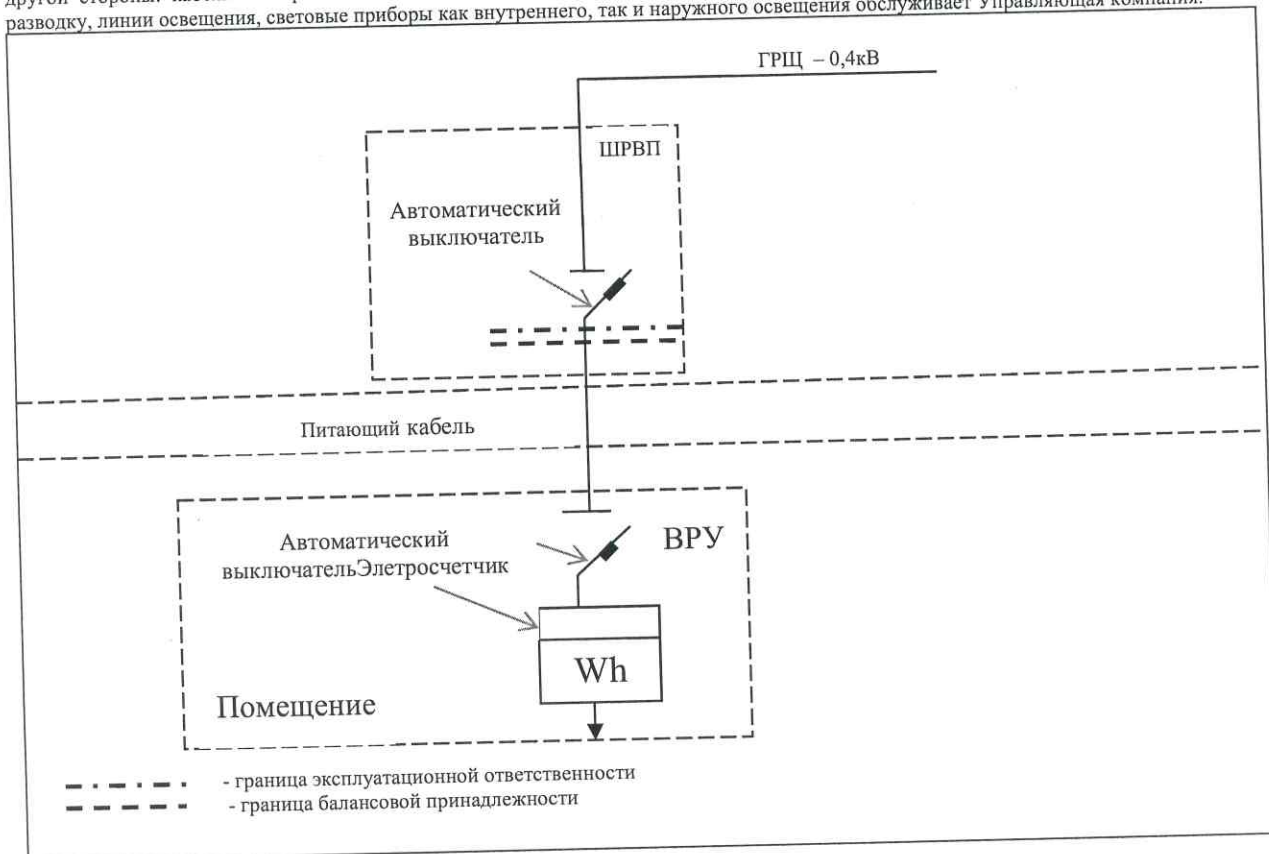 разводку, линии освещения, световые приборы как внутреннего, так и наружного освещения обслуживает Управляющая компания.
ГРЩ – 0,4кВ
ШРВП
Автоматический
выключатель
Питающий кабель
Автоматический
выключательЭлетросчетчик
ВРУ
Wh
Помещение
- граница эксплуатационной ответственности
- граница балансовой принадлежности